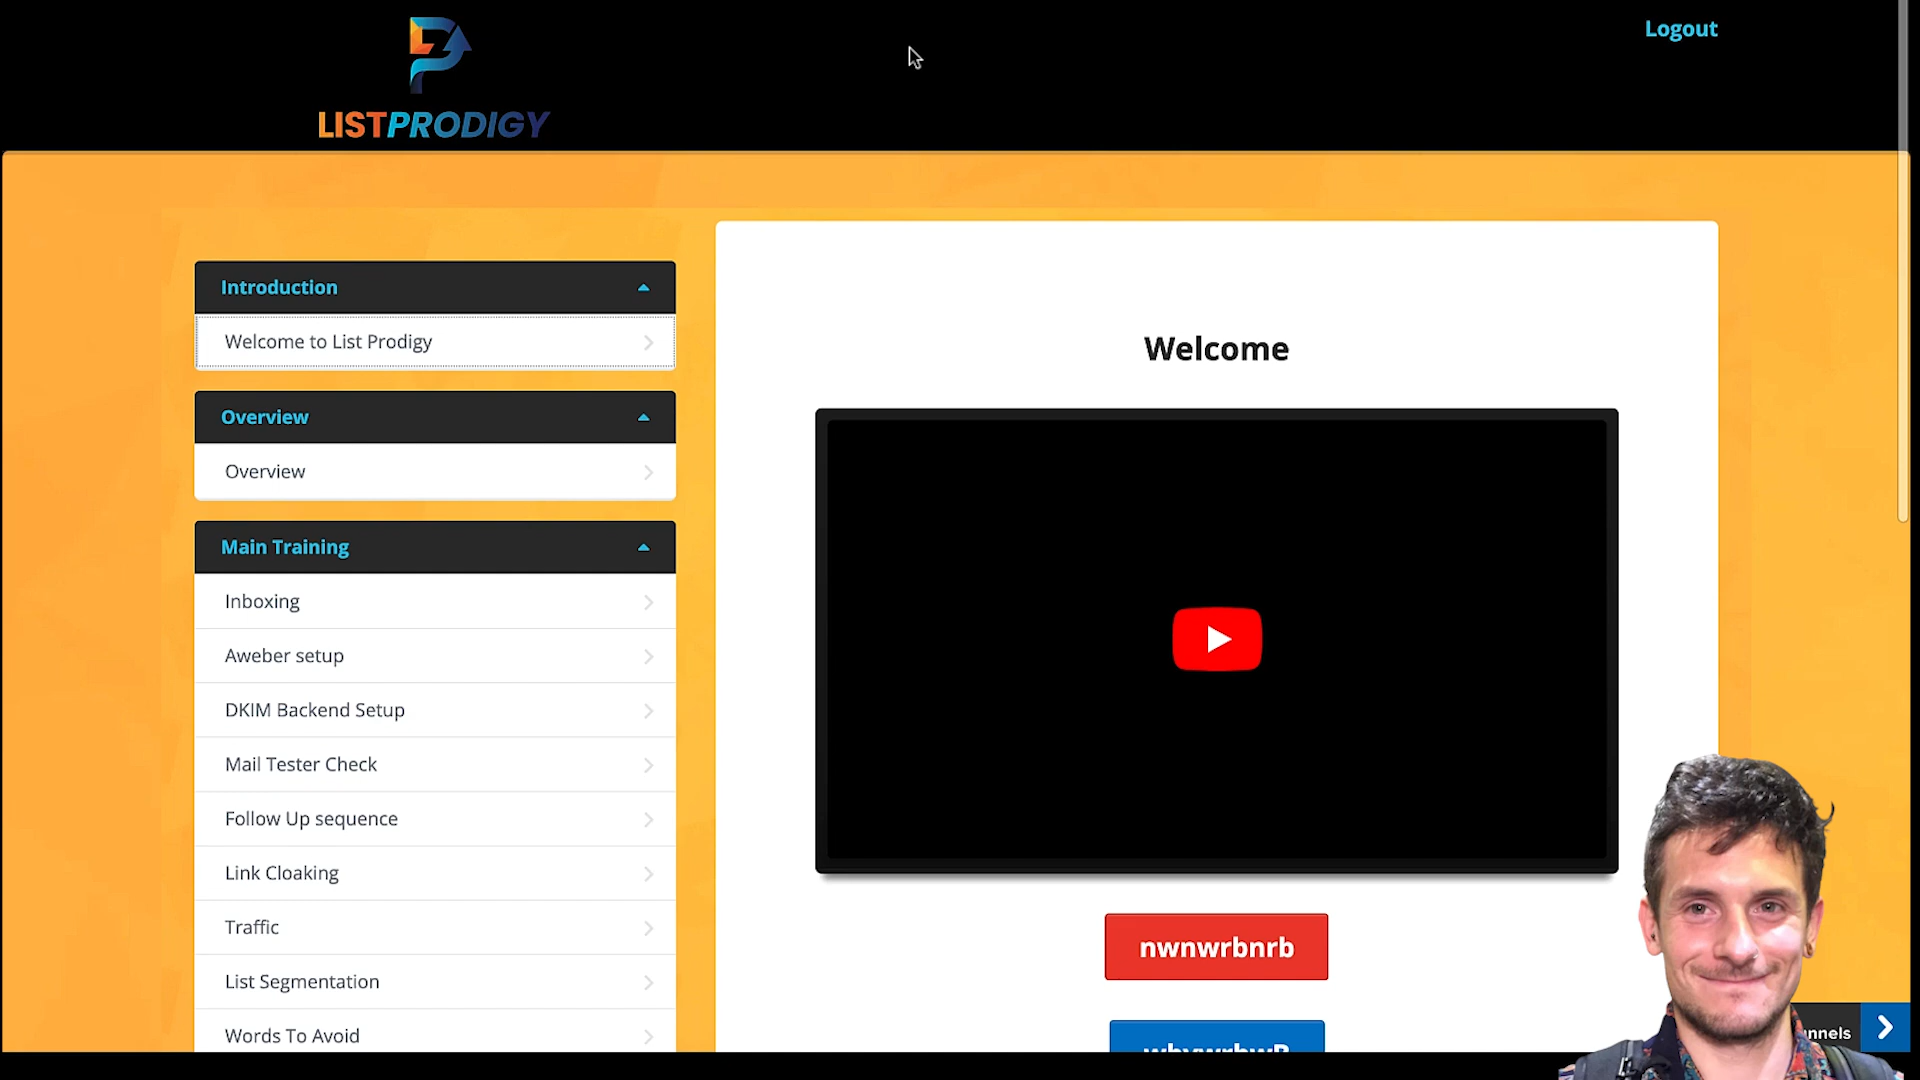 Logout
LISTPRODIGY
Introduction
Welcome to List Prodigy
Overview
Overview
Main Training
Inboxing
Aweber setup
DKIM Backend Setup
Mail Tester Check
Follow Up sequence
Link Cloaking
Traffic
List Segmentation
Words To Avoid
Welcome
nwnwrbnrb
nnels